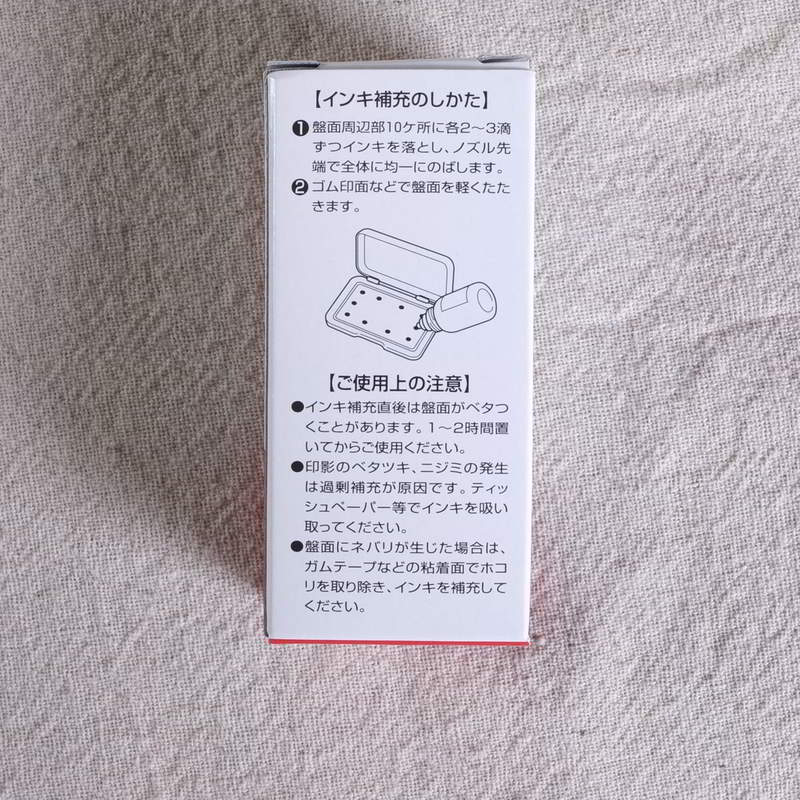 【インキ補充のしかた】
❶盤面周辺部10ケ所に各2〜3滴
ずつインキを落とし、ノズル先
端で全体に均一にのばします。
❷ゴム印面などで盤面を軽くたた
きます。
【ご使用上の注意】
●インキ補充直後は盤面がベタつ
くことがあります。1〜2時間置
いてからご使用ください。
●印影のベタツキ、ニジミの発生
は過剰補充が原因です。ティッ
シュペーパー等でインキを吸い
取ってください。
●盤面にネバリが生じた場合は、
ガムテープなどの粘着面でホコ
リを取り除き、インキを補充して
ください。